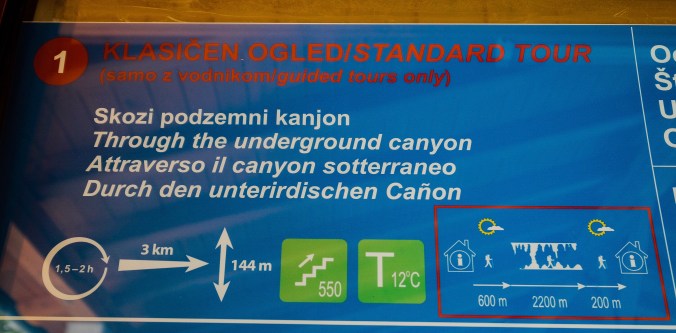 1 KLASIČEN OGLED/STANDARD TOUR
(samo z vodnikom/guided tours only)
Skozi podzemni kanjon
Through the underground canyon
Attraverso il canyon sotterraneo
Durch den unterirdischen Cañon
1,5–2 h
3 km
144 m
550
T 12°C
i
i
600 m 2200 m 200 m